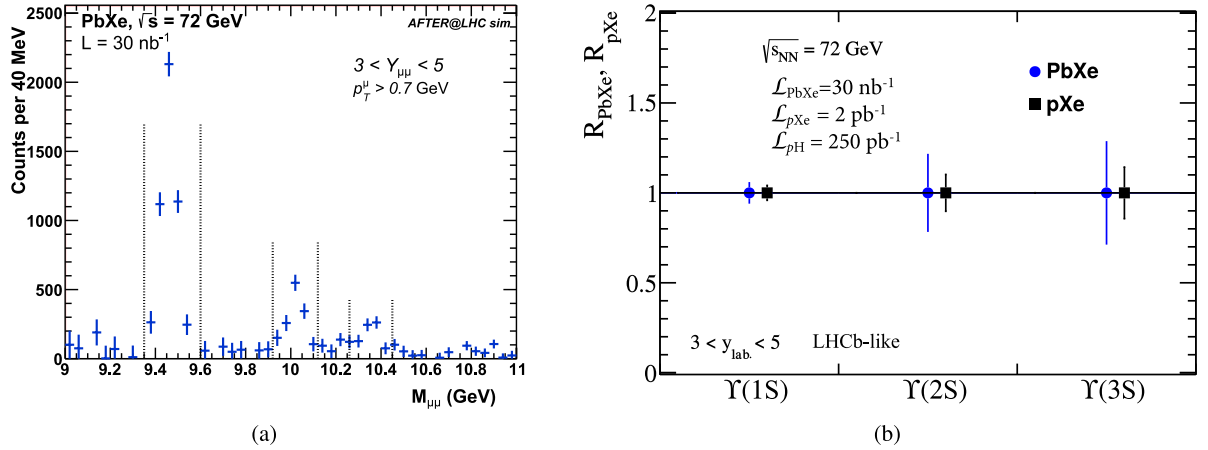 PbXe, √s = 72 GeV
AFTER@LHC sim.
L = 30 nb⁻¹
3 < Y_μμ < 5
p_T^μ > 0.7 GeV
Counts per 40 MeV
2500
2000
1500
1000
500
0
9 9.2 9.4 9.6 9.8 10 10.2 10.4 10.6 10.8 11
M_μμ (GeV)
(a)
R_PbXe, R_pXe
2
1.5
1
0.5
0
√s_NN = 72 GeV
ℒ_PbXe=30 nb⁻¹
ℒ_pXe = 2 pb⁻¹
ℒ_pH = 250 pb⁻¹
PbXe
pXe
3 < y_lab. < 5 LHCb-like
ϒ(1S) ϒ(2S) ϒ(3S)
(b)